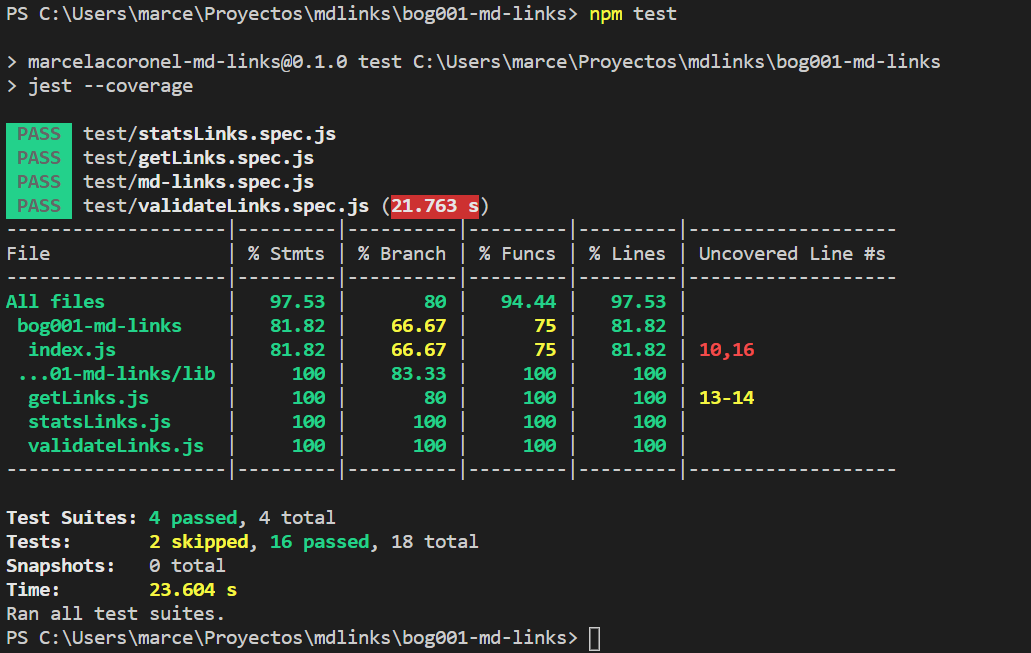 PS C:\Users\marce\Proyectos\mdlinks\bog001-md-links> npm test
> marcelacoronel-md-links@0.1.0 test C:\Users\marce\Proyectos\mdlinks\bog001-md-links
> jest --coverage
PASS test/statsLinks.spec.js
PASS test/getLinks.spec.js
PASS test/md-links.spec.js
PASS test/validateLinks.spec.js (21.763 s)
--------------------|---------|----------|---------|---------|-------------------
File                | % Stmts | % Branch | % Funcs | % Lines | Uncovered Line #s
--------------------|---------|----------|---------|---------|-------------------
All files           |   97.53 |       80 |   94.44 |   97.53 |
 bog001-md-links    |   81.82 |    66.67 |      75 |   81.82 |
  index.js          |   81.82 |    66.67 |      75 |   81.82 | 10,16
 ...01-md-links/lib |     100 |    83.33 |     100 |     100 |
  getLinks.js       |     100 |       80 |     100 |     100 | 13-14
  statsLinks.js     |     100 |      100 |     100 |     100 |
  validateLinks.js  |     100 |      100 |     100 |     100 |
--------------------|---------|----------|---------|---------|-------------------
Test Suites: 4 passed, 4 total
Tests:       2 skipped, 16 passed, 18 total
Snapshots:   0 total
Time:        23.604 s
Ran all test suites.
PS C:\Users\marce\Proyectos\mdlinks\bog001-md-links>